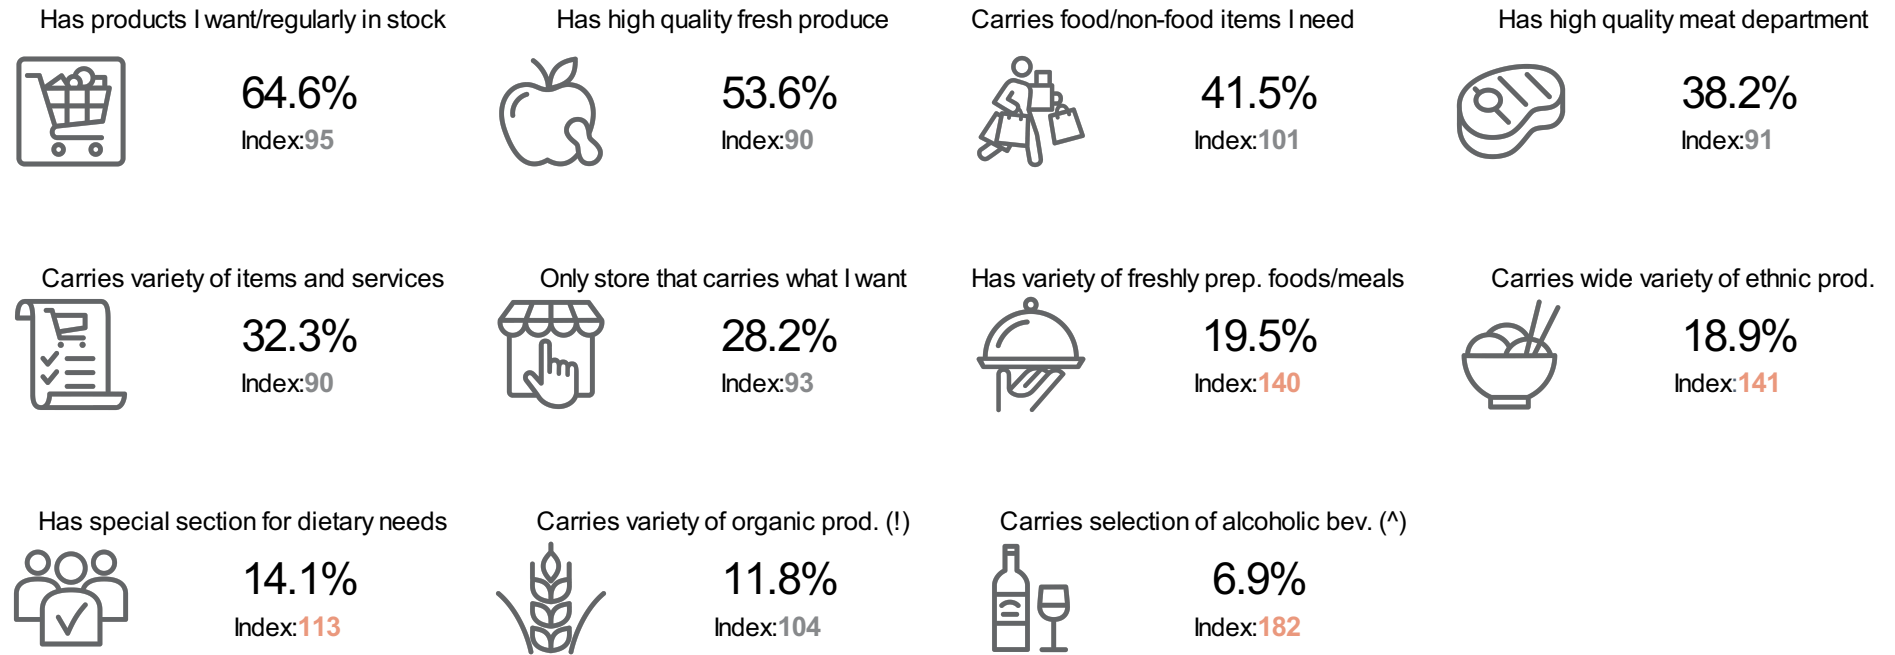 Has products I want/regularly in stock
64.6%
Index:95
Has high quality fresh produce
53.6%
Index:90
Carries food/non-food items I need
41.5%
Index:101
Has high quality meat department
38.2%
Index:91
Carries variety of items and services
32.3%
Index:90
Only store that carries what I want
28.2%
Index:93
Has variety of freshly prep. foods/meals
19.5%
Index:140
Carries wide variety of ethnic prod.
18.9%
Index:141
Has special section for dietary needs
14.1%
Index:113
Carries variety of organic prod. (!)
11.8%
Index:104
Carries selection of alcoholic bev. (^)
6.9%
Index:182